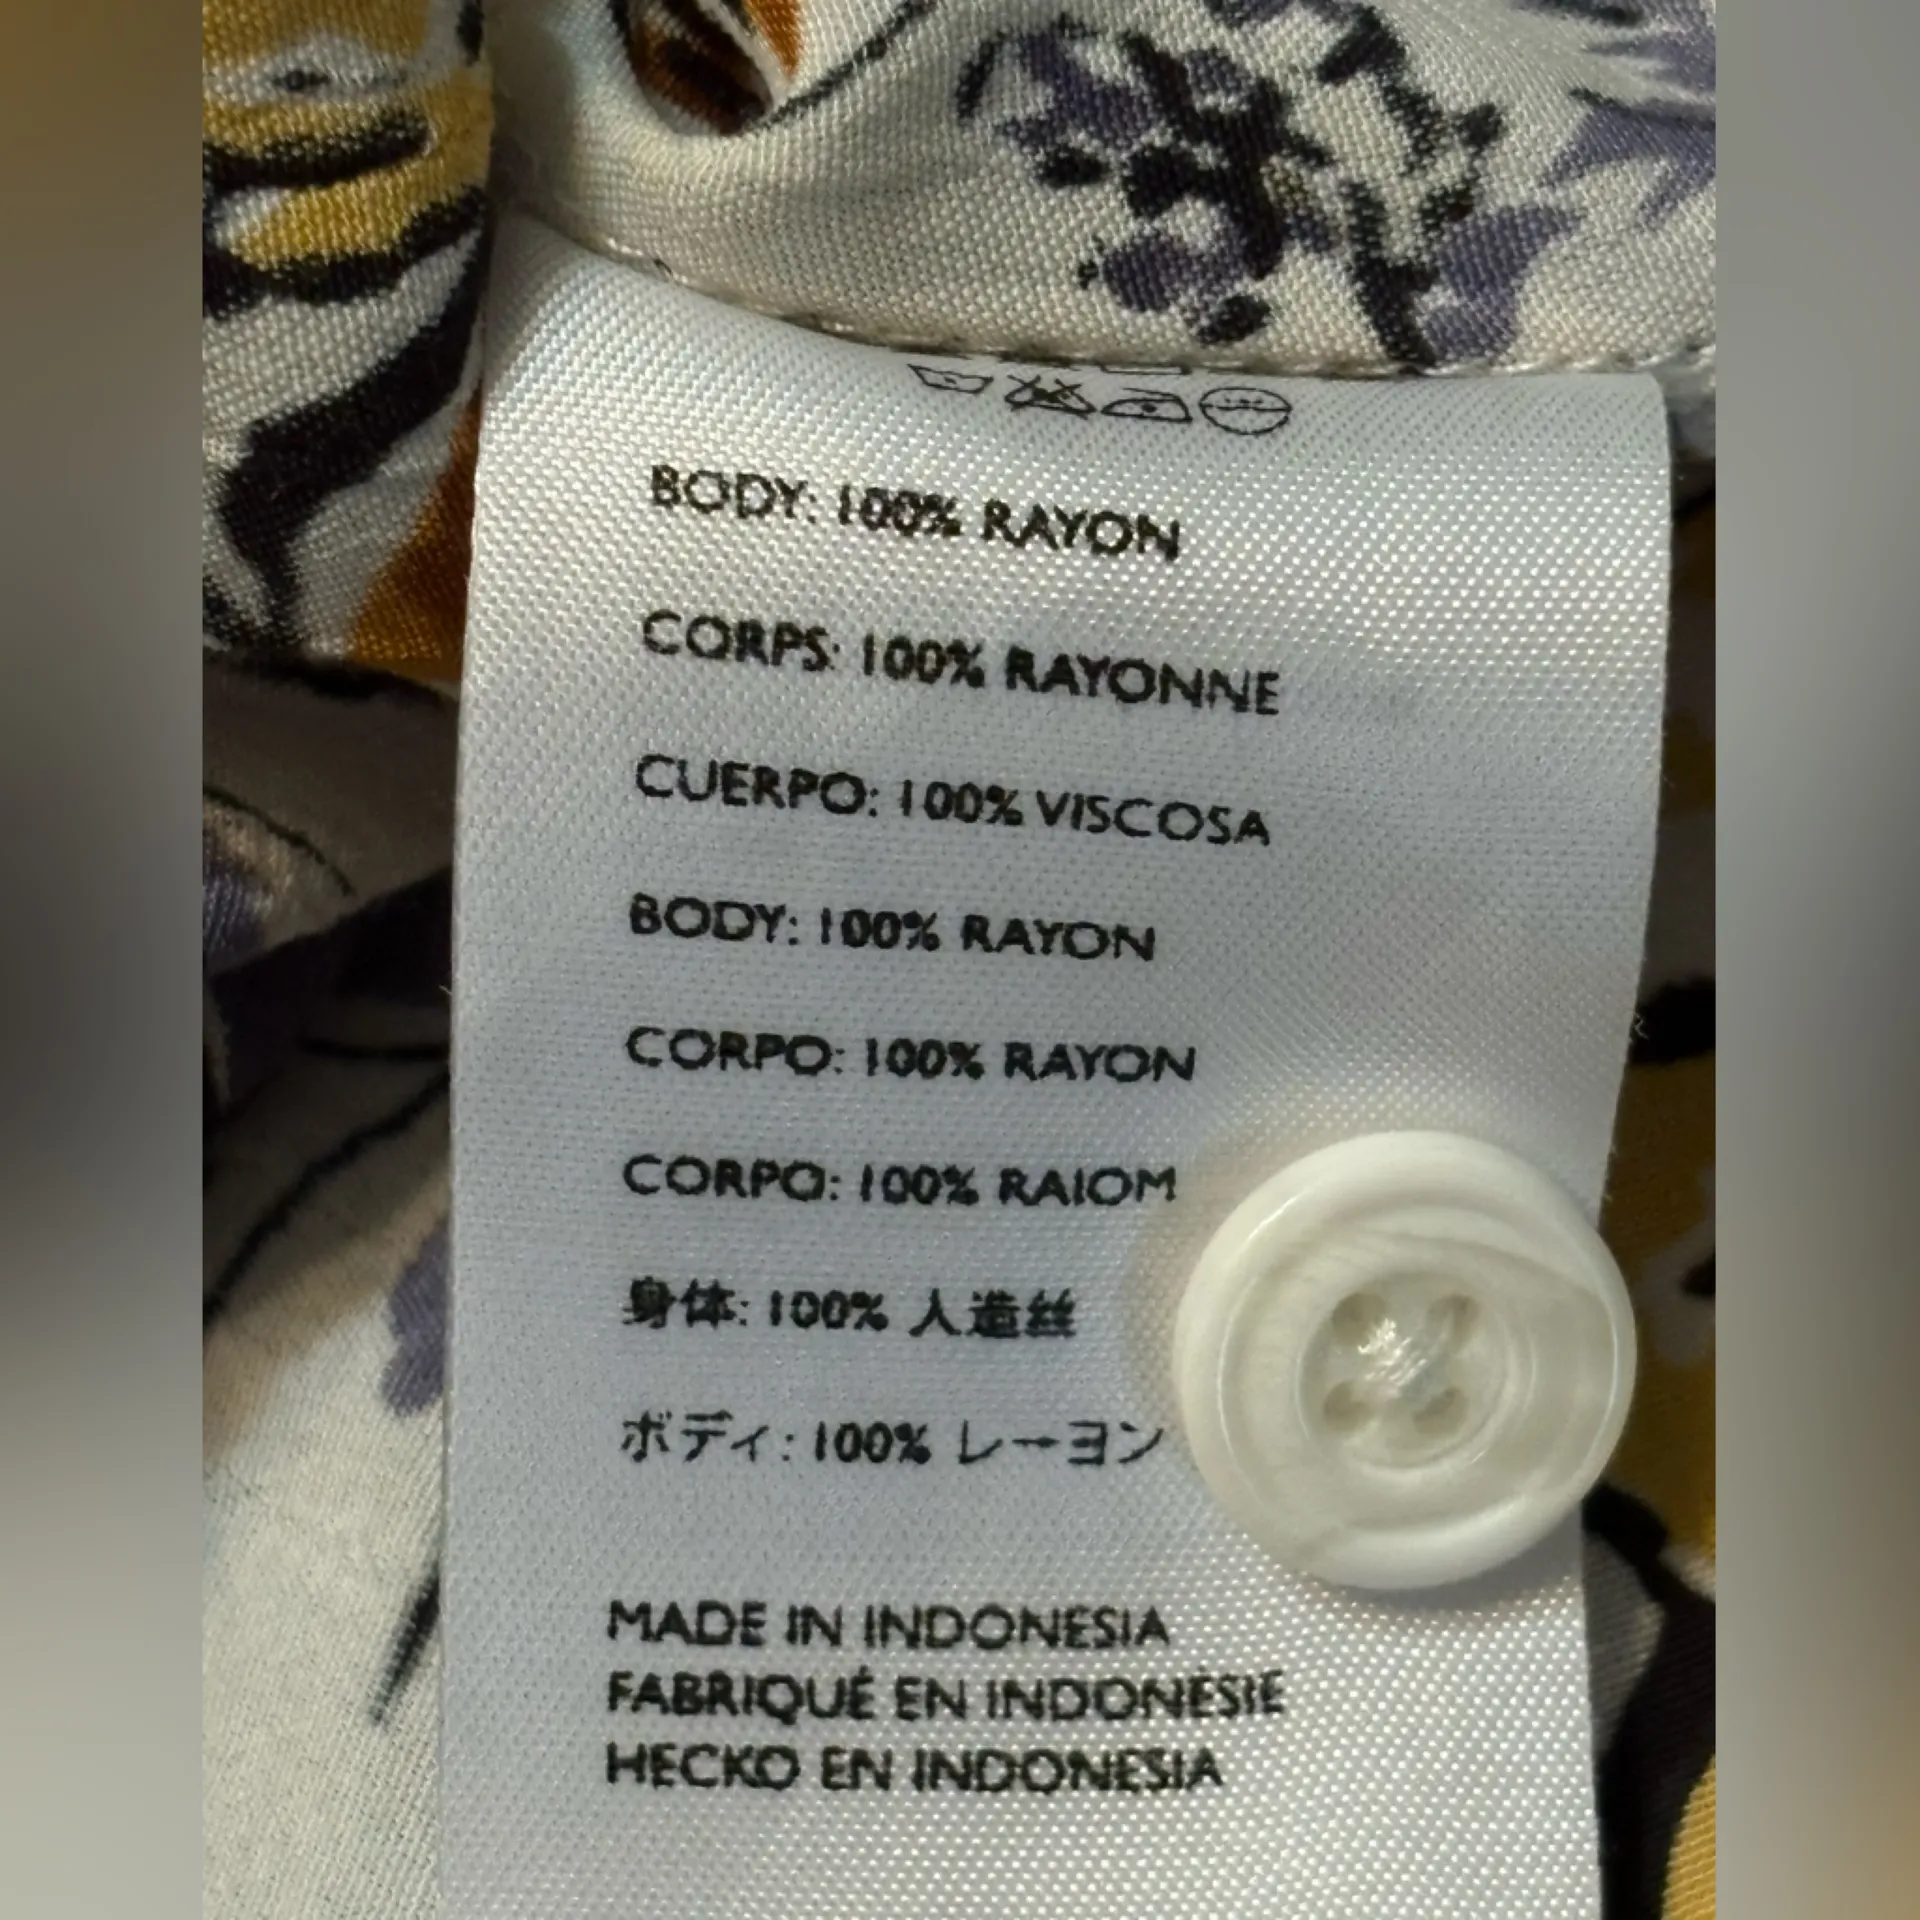 BODY: 100% RAYON
CORPS: 100% RAYONNE
CUERPO: 100% VISCOSA
BODY: 100% RAYON
CORPO: 100% RAYON
CORPO: 100% RAIOM
身体: 100% 人造丝
ボディ: 100% レーヨン
MADE IN INDONESIA
FABRIQUÉ EN INDONÉSIE
HECKO EN INDONESIA